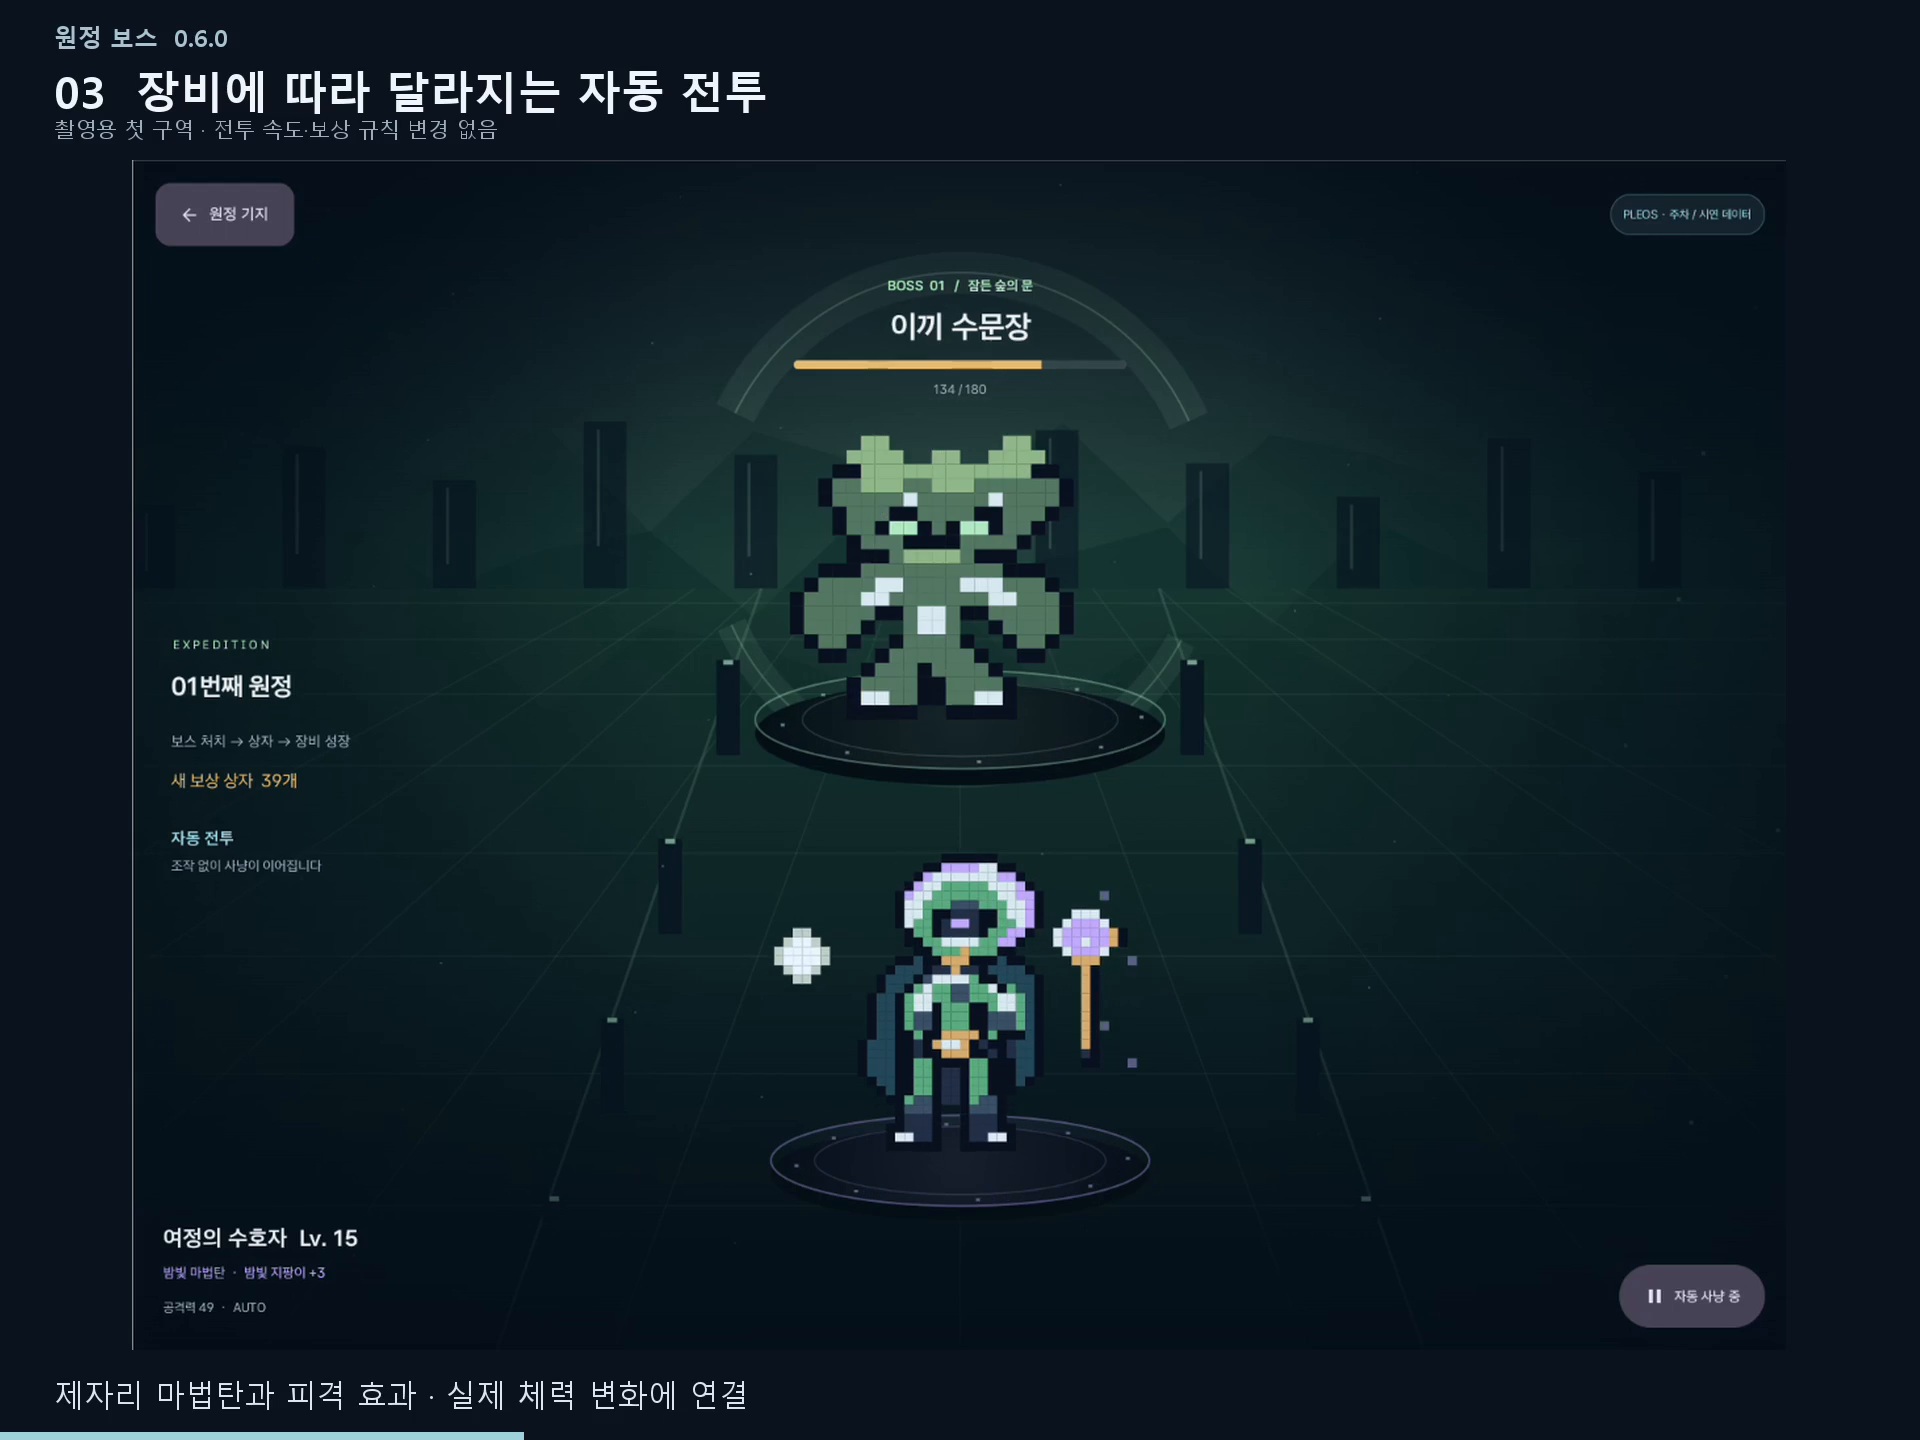 원정 보스 0.6.0
03 장비에 따라 달라지는 자동 전투
촬영용 첫 구역 · 전투 속도·보상 규칙 변경 없음
← 원정 기지
PLEOS · 주차 / 시연 데이터
BOSS 01 / 잠든 숲의 문
이끼 수문장
134 / 180
EXPEDITION
01번째 원정
보스 처치 → 상자 → 장비 성장
새 보상 상자 39개
자동 전투
조작 없이 사냥이 이어집니다
여정의 수호자 Lv. 15
밤빛 마법탄 · 밤빛 지팡이 +3
공격력 49 · AUTO
자동 사냥 중
제자리 마법탄과 피격 효과 · 실제 체력 변화에 연결